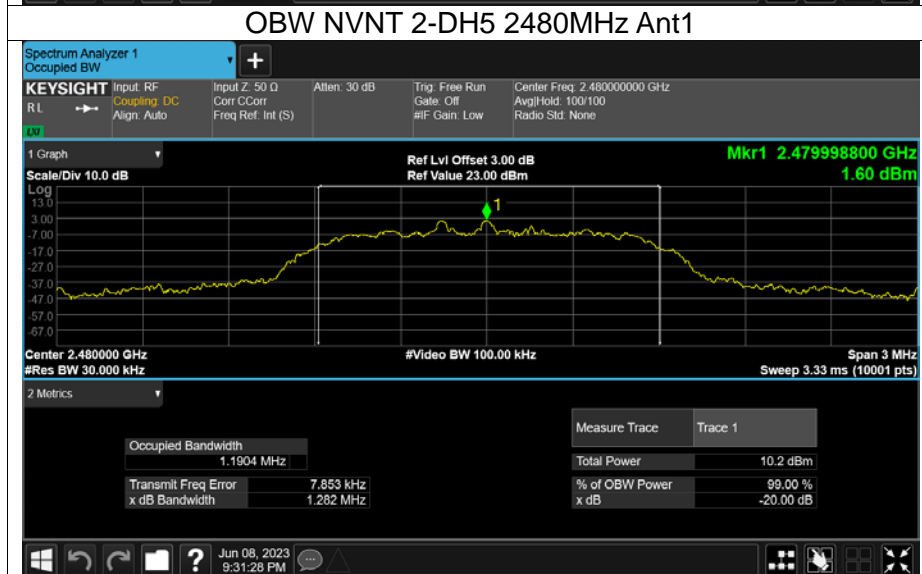 OBW NVNT 2-DH5 2480MHz Ant1
Spectrum Analyzer 1
Occupied BW
+
KEYSIGHT Input: RF Input Z: 50 Ω Atten: 30 dB Trig: Free Run Center Freq: 2.480000000 GHz
RL Coupling: DC Corr CCorr Gate: Off Avg|Hold: 100/100
Align: Auto Freq Ref: Int (S) #IF Gain: Low Radio Std: None
LXI
1 Graph Ref Lvl Offset 3.00 dB Mkr1 2.479998800 GHz
Scale/Div 10.0 dB Ref Value 23.00 dBm 1.60 dBm
Log
13.0
1
3.00
-7.00
-17.0
-27.0
-37.0
-47.0
-57.0
-67.0
Center 2.480000 GHz #Video BW 100.00 kHz Span 3 MHz
#Res BW 30.000 kHz Sweep 3.33 ms (10001 pts)
2 Metrics
Measure Trace Trace 1
Occupied Bandwidth
1.1904 MHz Total Power 10.2 dBm
Transmit Freq Error 7.853 kHz % of OBW Power 99.00 %
x dB Bandwidth 1.282 MHz x dB -20.00 dB
? Jun 08, 2023
9:31:28 PM